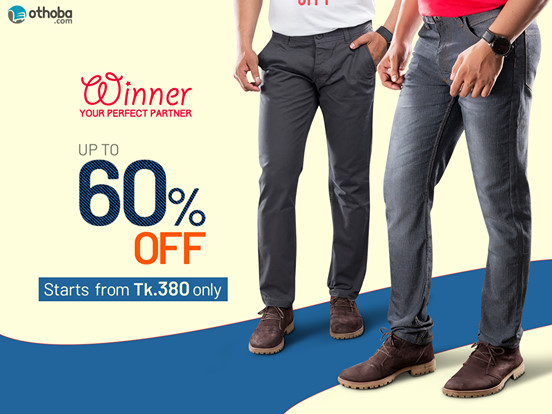 othoba
.com
Winner
YOUR PERFECT PARTNER
UP TO
60%
OFF
Starts from Tk.380 only